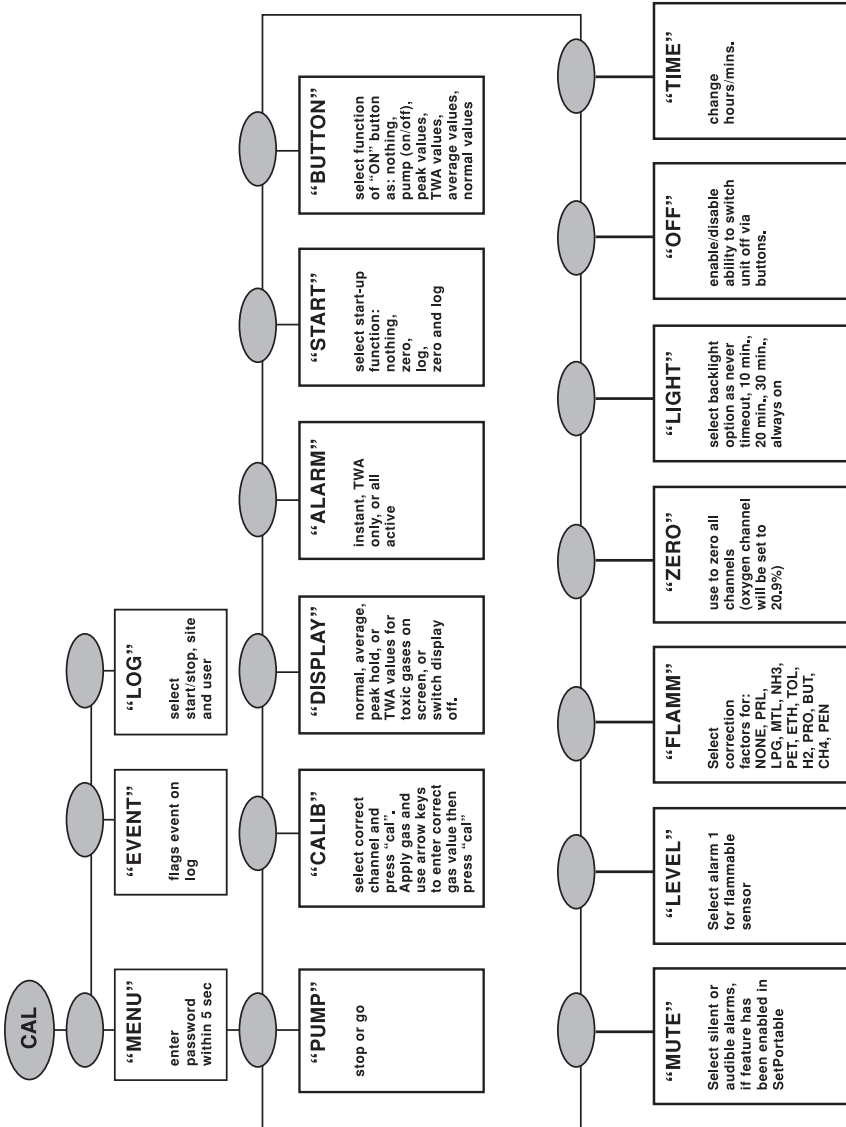 CAL
“MENU”
enter
password
within 5 sec
“EVENT”
flags event on
log
“LOG”
select
start/stop, site
and user
“PUMP”
stop or go
“CALIB”
select correct
channel and
press “cal”.
Apply gas and
use arrow keys
to enter correct
gas value then
press “cal”
“DISPLAY”
normal, average,
peak hold, or
TWA values for
toxic gases on
screen, or
switch display
off.
“ALARM”
instant, TWA
only, or all
active
“START”
select start-up
function:
nothing,
zero,
log,
zero and log
“BUTTON”
select function
of “ON” button
as: nothing,
pump (on/off),
peak values,
TWA values,
average values,
normal values
“MUTE”
Select silent or
audible alarms,
if feature has
been enabled in
SetPortable
“LEVEL”
Select alarm 1
for flammable
sensor
“FLAMM”
Select
correction
factors for:
NONE, PRL,
LPG, MTL, NH3,
PET, ETH, TOL,
H2, PRO, BUT,
CH4, PEN
“ZERO”
use to zero all
channels
(oxygen channel
will be set to
20.9%)
“LIGHT”
select backlight
option as never
timeout, 10 min.,
20 min., 30 min.,
always on
“OFF”
enable/disable
ability to switch
unit off via
buttons.
“TIME”
change
hours/mins.